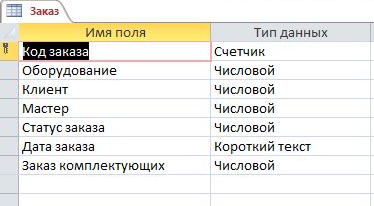 Заказ
Имя поля Тип данных
Код заказа Счетчик
Оборудование Числовой
Клиент Числовой
Мастер Числовой
Статус заказа Числовой
Дата заказа Короткий текст
Заказ комплектующих Числовой